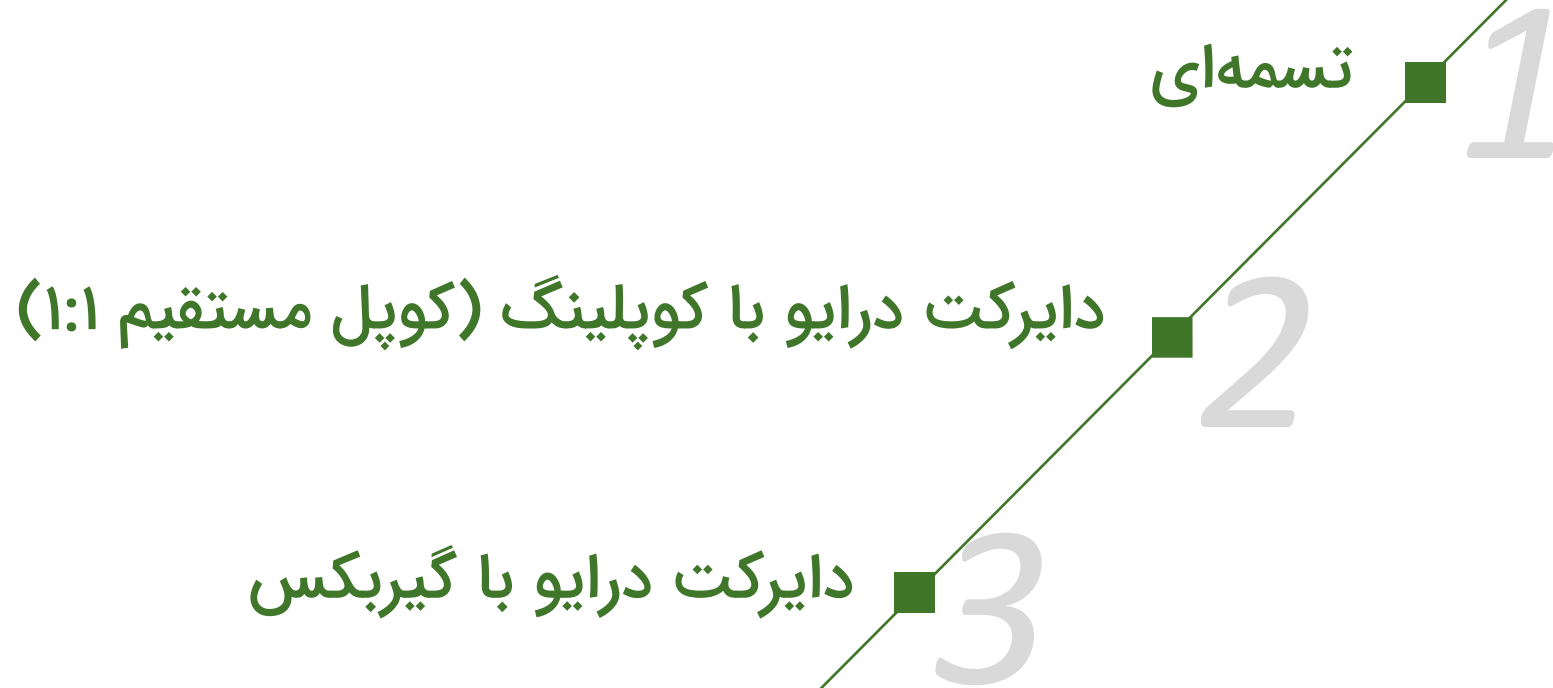 1
تسمه‌ای
2
دایرکت درایو با کوپلینگ (کوپل مستقیم ۱:۱)
3
دایرکت درایو با گیربکس